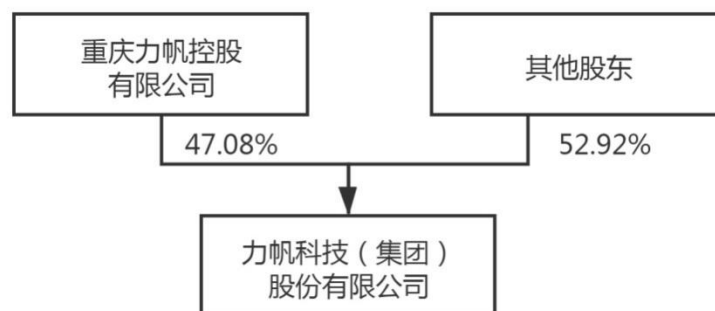 重庆力帆控股
有限公司
其他股东
47.08%
52.92%
力帆科技（集团）
股份有限公司